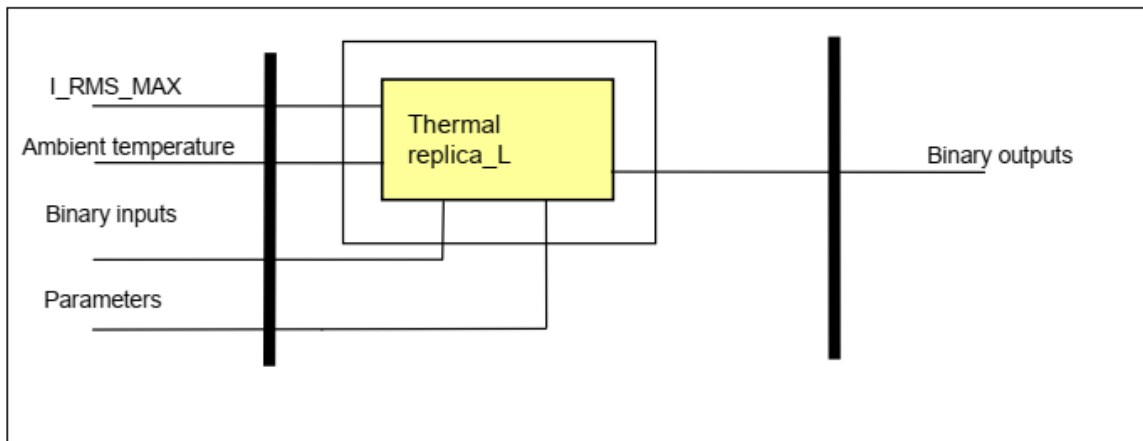 I_RMS_MAX
Ambient temperature
Binary inputs
Parameters
Thermal
replica_L
Binary outputs